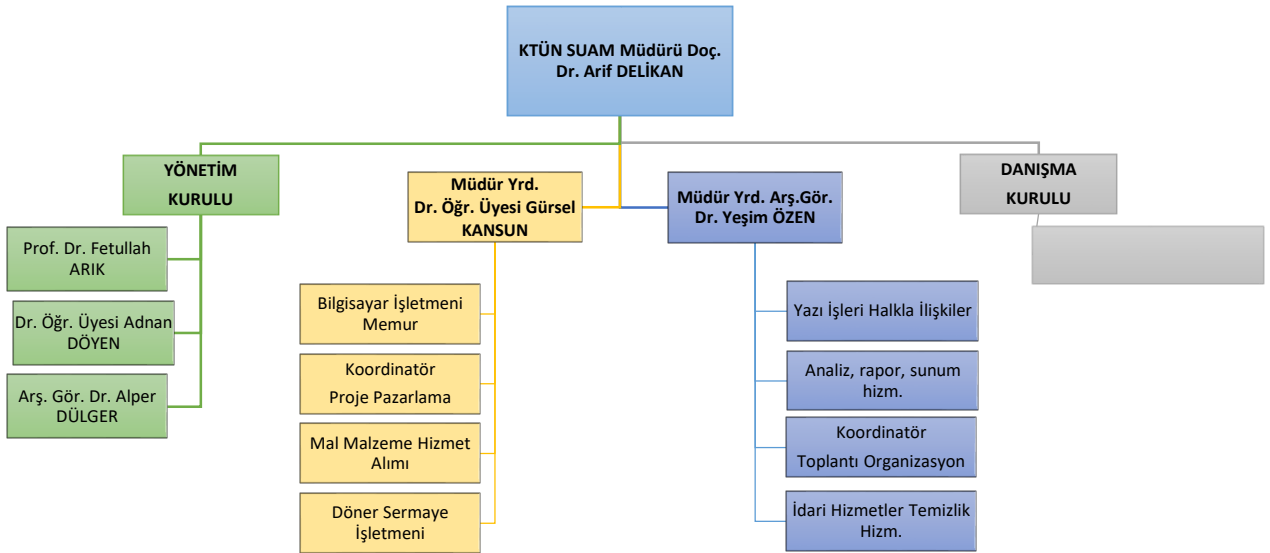 KTÜN SUAM Müdürü Doç.
Dr. Arif DELİKAN
YÖNETİM
KURULU
Prof. Dr. Fetullah
ARIK
Dr. Öğr. Üyesi Adnan
DÖYEN
Arş. Gör. Dr. Alper
DÜLGER
Müdür Yrd.
Dr. Öğr. Üyesi Gürsel
KANSUN
Bilgisayar İşletmeni
Memur
Koordinatör
Proje Pazarlama
Mal Malzeme Hizmet
Alımı
Döner Sermaye
İşletmeni
Müdür Yrd. Arş.Gör.
Dr. Yeşim ÖZEN
Yazı İşleri Halkla İlişkiler
Analiz, rapor, sunum
hizm.
Koordinatör
Toplantı Organizasyon
İdari Hizmetler Temizlik
Hizm.
DANIŞMA
KURULU